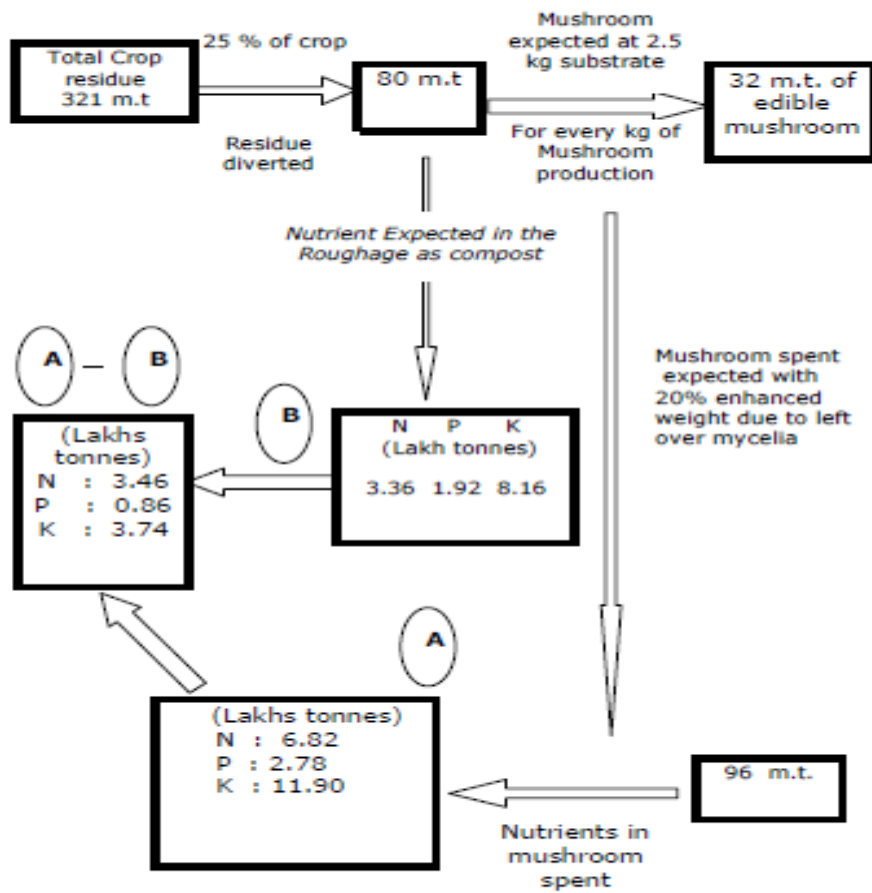 Total Crop
residue
321 m.t
25 % of crop
Residue
diverted
80 m.t
Mushroom
expected at 2.5
kg substrate
For every kg of
Mushroom
production
32 m.t. of
edible
mushroom
Nutrient Expected in the
Roughage as compost
A – B
(Lakhs
tonnes)
N : 3.46
P : 0.86
K : 3.74
B
N P K
(Lakh tonnes)
3.36 1.92 8.16
Mushroom spent
expected with
20% enhanced
weight due to left
over mycelia
A
(Lakhs tonnes)
N : 6.82
P : 2.78
K : 11.90
96 m.t.
Nutrients in
mushroom
spent